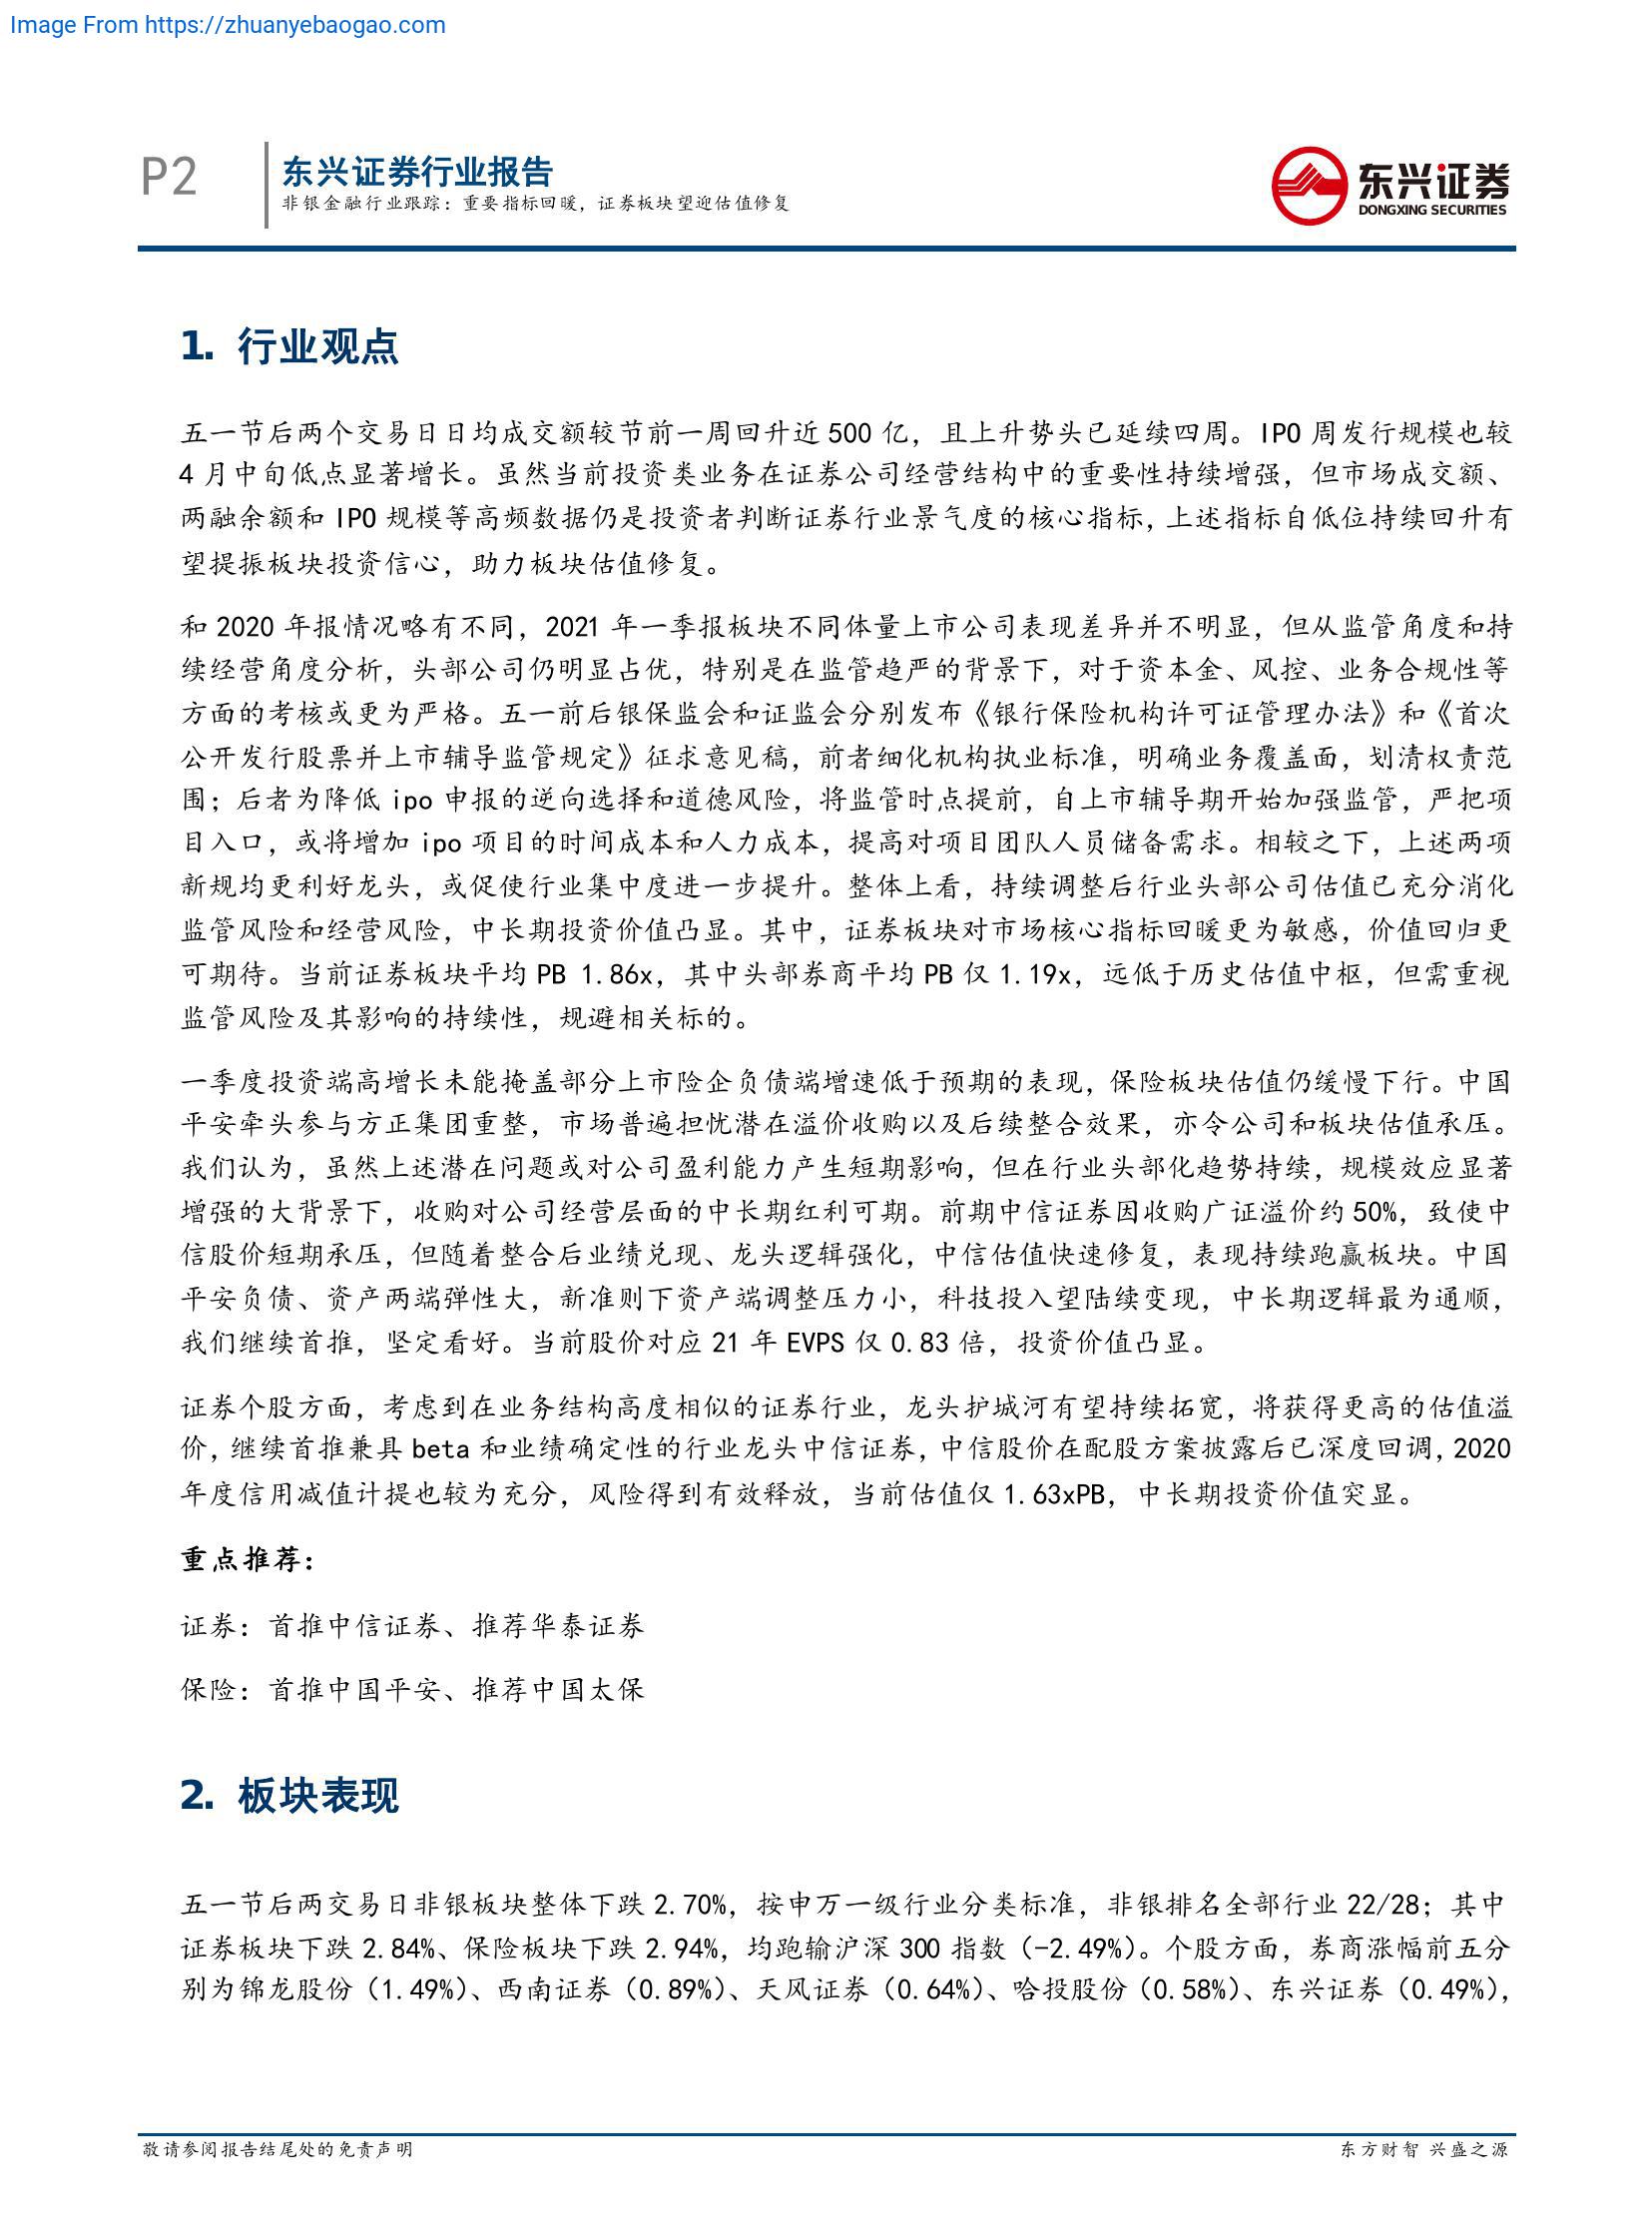 Image From https://zhuanyebaogao.com
P2
东兴证券行业报告
非银金融行业跟踪：重要指标回暖，证券板块望迎估值修复
东兴证券
DONGXING SECURITIES
1. 行业观点
五一节后两个交易日日均成交额较节前一周回升近 500 亿，且上升势头已延续四周。IPO 周发行规模也较
4 月中旬低点显著增长。虽然当前投资类业务在证券公司经营结构中的重要性持续增强，但市场成交额、
两融余额和 IPO 规模等高频数据仍是投资者判断证券行业景气度的核心指标，上述指标自低位持续回升有
望提振板块投资信心，助力板块估值修复。
和 2020 年报情况略有不同，2021 年一季报板块不同体量上市公司表现差异并不明显，但从监管角度和持
续经营角度分析，头部公司仍明显占优，特别是在监管趋严的背景下，对于资本金、风控、业务合规性等
方面的考核或更为严格。五一前后银保监会和证监会分别发布《银行保险机构许可证管理办法》和《首次
公开发行股票并上市辅导监管规定》征求意见稿，前者细化机构执业标准，明确业务覆盖面，划清权责范
围；后者为降低 ipo 申报的逆向选择和道德风险，将监管时点提前，自上市辅导期开始加强监管，严把项
目入口，或将增加 ipo 项目的时间成本和人力成本，提高对项目团队人员储备需求。相较之下，上述两项
新规均更利好龙头，或促使行业集中度进一步提升。整体上看，持续调整后行业头部公司估值已充分消化
监管风险和经营风险，中长期投资价值凸显。其中，证券板块对市场核心指标回暖更为敏感，价值回归更
可期待。当前证券板块平均 PB 1.86x，其中头部券商平均 PB 仅 1.19x，远低于历史估值中枢，但需重视
监管风险及其影响的持续性，规避相关标的。
一季度投资端高增长未能掩盖部分上市险企负债端增速低于预期的表现，保险板块估值仍缓慢下行。中国
平安牵头参与方正集团重整，市场普遍担忧潜在溢价收购以及后续整合效果，亦令公司和板块估值承压。
我们认为，虽然上述潜在问题或对公司盈利能力产生短期影响，但在行业头部化趋势持续，规模效应显著
增强的大背景下，收购对公司经营层面的中长期红利可期。前期中信证券因收购广证溢价约 50%，致使中
信股价短期承压，但随着整合后业绩兑现、龙头逻辑强化，中信估值快速修复，表现持续跑赢板块。中国
平安负债、资产两端弹性大，新准则下资产端调整压力小，科技投入望陆续变现，中长期逻辑最为通顺，
我们继续首推，坚定看好。当前股价对应 21 年 EVPS 仅 0.83 倍，投资价值凸显。
证券个股方面，考虑到在业务结构高度相似的证券行业，龙头护城河有望持续拓宽，将获得更高的估值溢
价，继续首推兼具 beta 和业绩确定性的行业龙头中信证券，中信股价在配股方案披露后已深度回调，2020
年度信用减值计提也较为充分，风险得到有效释放，当前估值仅 1.63xPB，中长期投资价值突显。
重点推荐：
证券：首推中信证券、推荐华泰证券
保险：首推中国平安、推荐中国太保
2. 板块表现
五一节后两交易日非银板块整体下跌 2.70%，按申万一级行业分类标准，非银排名全部行业 22/28；其中
证券板块下跌 2.84%、保险板块下跌 2.94%，均跑输沪深 300 指数（-2.49%）。个股方面，券商涨幅前五分
别为锦龙股份（1.49%）、西南证券（0.89%）、天风证券（0.64%）、哈投股份（0.58%）、东兴证券（0.49%），
敬请参阅报告结尾处的免责声明
东方财智 兴盛之源